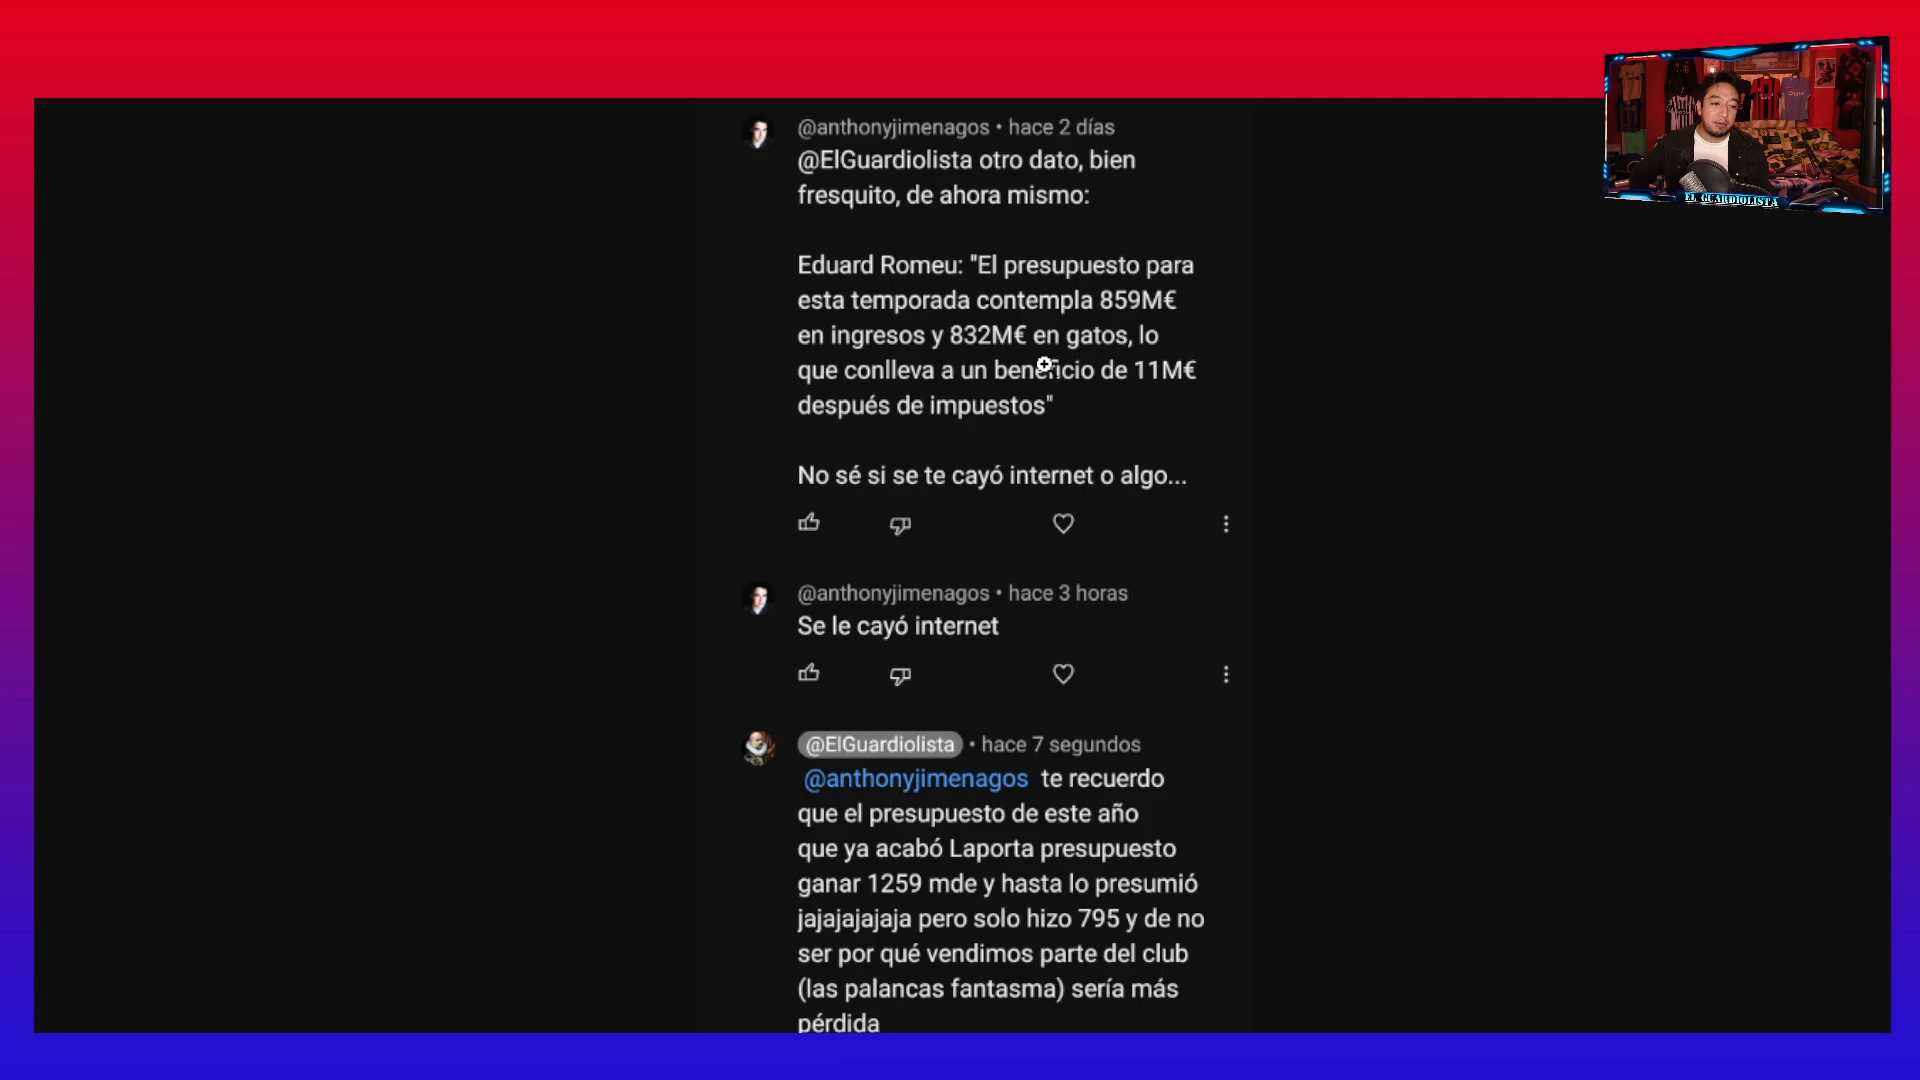 @anthonyjimenagos • hace 2 días
@ElGuardiolista otro dato, bien
fresquito, de ahora mismo:
Eduard Romeu: "El presupuesto para
esta temporada contempla 859M€
en ingresos y 832M€ en gatos, lo
que conlleva a un beneficio de 11M€
después de impuestos"
No sé si se te cayó internet o algo...
@anthonyjimenagos • hace 3 horas
Se le cayó internet
@ElGuardiolista • hace 7 segundos
@anthonyjimenagos te recuerdo
que el presupuesto de este año
que ya acabó Laporta presupuesto
ganar 1259 mde y hasta lo presumió
jajajajajaja pero solo hizo 795 y de no
ser por qué vendimos parte del club
(las palancas fantasma) sería más
pérdida
EL GUARDIOLISTA